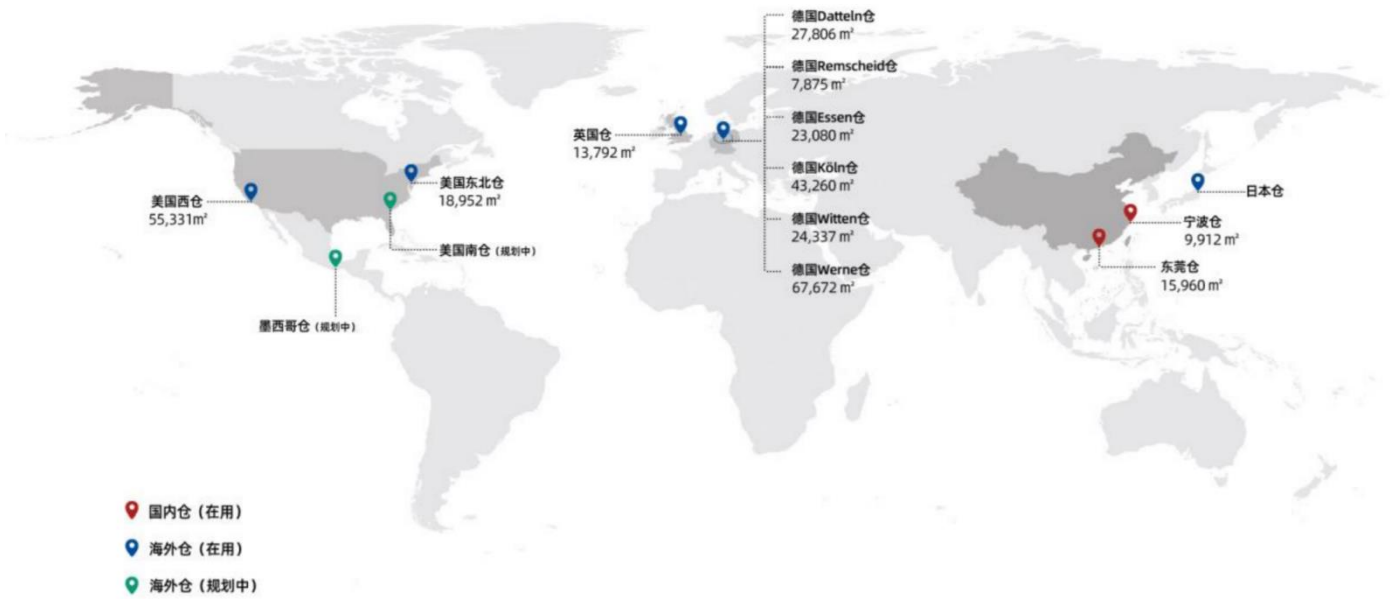 德国Datteln仓
27,806 ㎡
德国Remscheid仓
7,875 ㎡
德国Essen仓
23,080 ㎡
德国Köln仓
43,260 ㎡
德国Witten仓
24,337 ㎡
德国Werne仓
67,672 ㎡
英国仓
13,792 ㎡
美国东北仓
18,952 ㎡
美国西仓
55,331㎡
美国南仓（规划中）
墨西哥仓（规划中）
日本仓
宁波仓
9,912 ㎡
东莞仓
15,960 ㎡
国内仓（在用）
海外仓（在用）
海外仓（规划中）